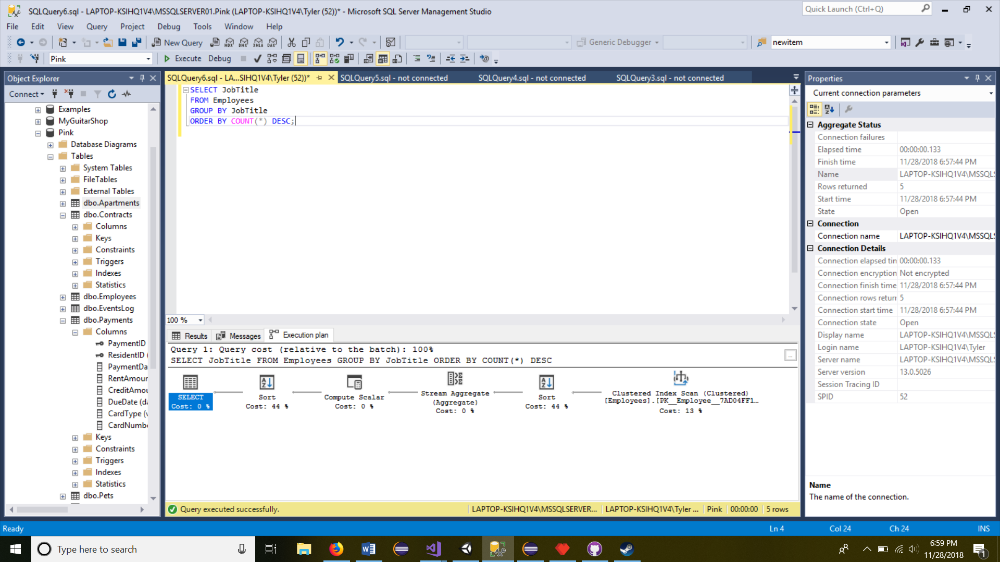 SQLQuery6.sql - LAPTOP-KSIHQ1V4\MSSQLSERVER01.Pink (LAPTOP-KSIHQ1V4\Tyler (52))* - Microsoft SQL Server Management Studio
Quick Launch (Ctrl+Q)
File Edit View Query Project Debug Tools Window Help
New Query MDX DMX XMLA DAX Generic Debugger newitem
Pink Execute Debug
Object Explorer
Connect
Examples
MyGuitarShop
Pink
Database Diagrams
Tables
System Tables
FileTables
External Tables
dbo.Apartments
dbo.Contracts
Columns
Keys
Constraints
Triggers
Indexes
Statistics
dbo.Employees
dbo.EventsLog
dbo.Payments
Columns
PaymentID
ResidentID (
PaymentDa
RentAmour
CreditAmou
DueDate (da
CardType (v
CardNumbe
Keys
Constraints
Triggers
Indexes
Statistics
dbo.Pets
SQLQuery6.sql - LA...SIHQ1V4\Tyler (52))* SQLQuery5.sql - not connected SQLQuery4.sql - not connected SQLQuery3.sql - not connected
SELECT JobTitle
FROM Employees
GROUP BY JobTitle
ORDER BY COUNT(*) DESC;
100 %
Results Messages Execution plan
Query 1: Query cost (relative to the batch): 100%
SELECT JobTitle FROM Employees GROUP BY JobTitle ORDER BY COUNT(*) DESC
...
SELECT
Cost: 0 %
Sort
Cost: 44 %
Compute Scalar
Cost: 0 %
Stream Aggregate
(Aggregate)
Cost: 0 %
Sort
Cost: 44 %
Clustered Index Scan (Clustered)
[Employees].[PK__Employee__7AD04FF1…
Cost: 13 %
Query executed successfully.
LAPTOP-KSIHQ1V4\MSSQLSERVER... LAPTOP-KSIHQ1V4\Tyler ... Pink 00:00:00 5 rows
Properties
Current connection parameters
Aggregate Status
Connection failures
Elapsed time 00:00:00.133
Finish time 11/28/2018 6:57:44 PM
Name LAPTOP-KSIHQ1V4\MSSQLS
Rows returned 5
Start time 11/28/2018 6:57:44 PM
State Open
Connection
Connection name LAPTOP-KSIHQ1V4\MSSQLS
Connection Details
Connection elapsed tin 00:00:00.133
Connection encryption Not encrypted
Connection finish time 11/28/2018 6:57:44 PM
Connection rows returr 5
Connection start time 11/28/2018 6:57:44 PM
Connection state Open
Display name LAPTOP-KSIHQ1V4\MSSQLS
Login name LAPTOP-KSIHQ1V4\Tyler
Server name LAPTOP-KSIHQ1V4\MSSQLS
Server version 13.0.5026
Session Tracing ID
SPID 52
Name
The name of the connection.
Ready Ln 4 Col 24 Ch 24 INS
Type here to search
6:59 PM
11/28/2018
1